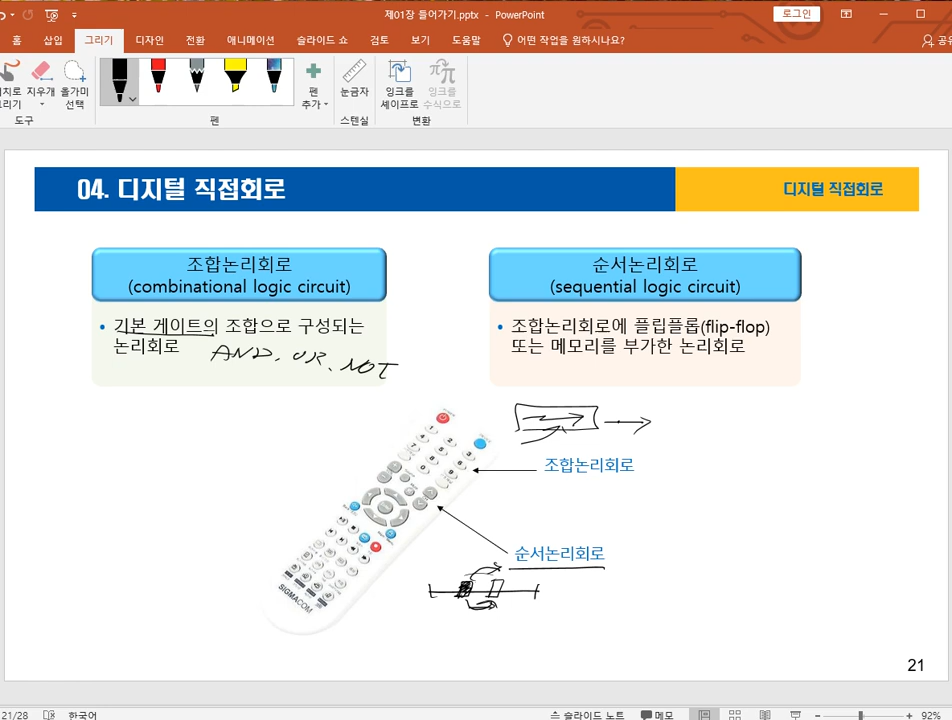 제01장 들어가기.pptx - PowerPoint
로그인
홈 삽입 그리기 디자인 전환 애니메이션 슬라이드 쇼 검토 보기 도움말 어떤 작업을 원하시나요?
지우개 올가미 선택
펜 추가
눈금자
잉크를 셰이프로
잉크를 수식으로
도구 펜 스텐실 변환
04. 디지털 직접회로
디지털 직접회로
조합논리회로
(combinational logic circuit)
• 기본 게이트의 조합으로 구성되는
논리회로
AND, OR, NOT
순서논리회로
(sequential logic circuit)
• 조합논리회로에 플립플롭(flip-flop)
또는 메모리를 부가한 논리회로
조합논리회로
순서논리회로
SIGMACOM
21
21/28 한국어 슬라이드 노트 메모 92%